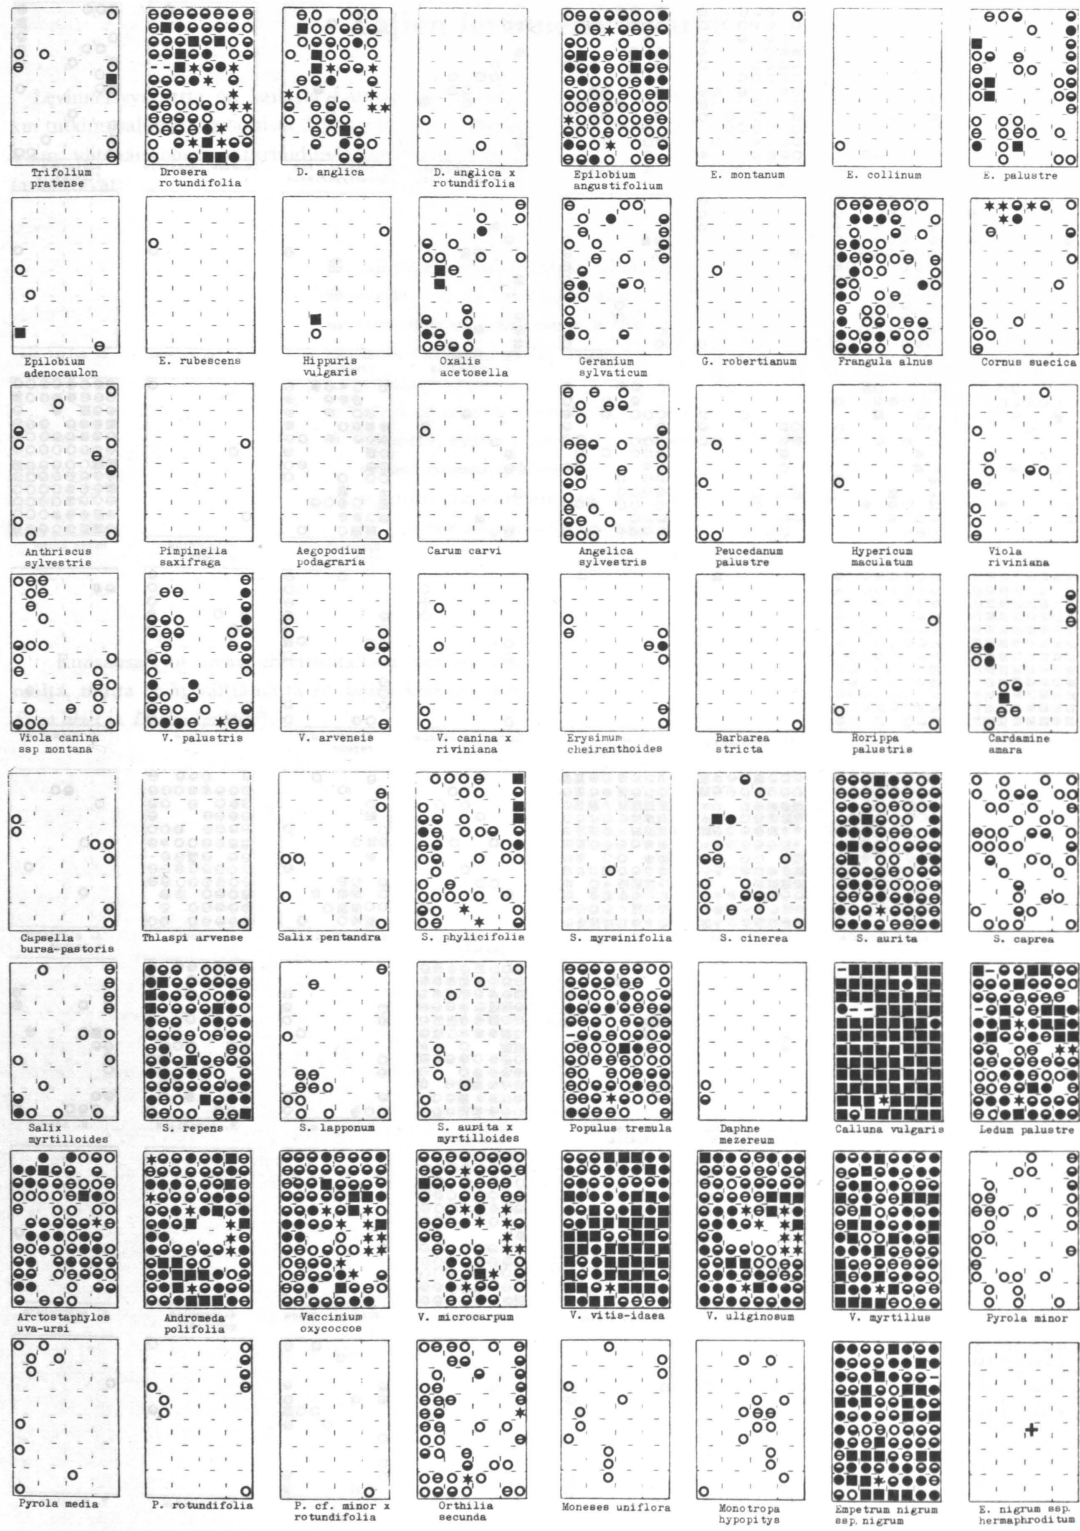 Trifolium pratense
Drosera rotundifolia
D. anglica
D. anglica x rotundifolia
Epilobium angustifolium
E. montanum
E. collinum
E. palustre
Epilobium adenocaulon
E. rubescens
Hippuris vulgaris
Oxalis acetosella
Geranium sylvaticum
G. robertianum
Frangula alnus
Cornus suecica
Anthriscus sylvestris
Pimpinella saxifraga
Aegopodium podagraria
Carum carvi
Angelica sylvestris
Peucedanum palustre
Hypericum maculatum
Viola riviniana
Viola canina ssp montana
V. palustris
V. arvensis
V. canina x riviniana
Erysimum cheiranthoides
Barbarea stricta
Rorippa palustris
Cardamine amara
Capsella bursa-pastoris
Thlaspi arvense
Salix pentandra
S. phylicifolia
S. myrsinifolia
S. cinerea
S. aurita
S. caprea
Salix myrtilloides
S. repens
S. lapponum
S. aurita x myrtilloides
Populus tremula
Daphne mezereum
Calluna vulgaris
Ledum palustre
Arctostaphylos uva-ursi
Andromeda polifolia
Vaccinium oxycoccos
V. microcarpum
V. vitis-idaea
V. uliginosum
V. myrtillus
Pyrola minor
Pyrola media
P. rotundifolia
P. cf. minor x rotundifolia
Orthilia secunda
Moneses uniflora
Monotropa hypopitys
Empetrum nigrum ssp. nigrum
E. nigrum ssp. hermaphroditum